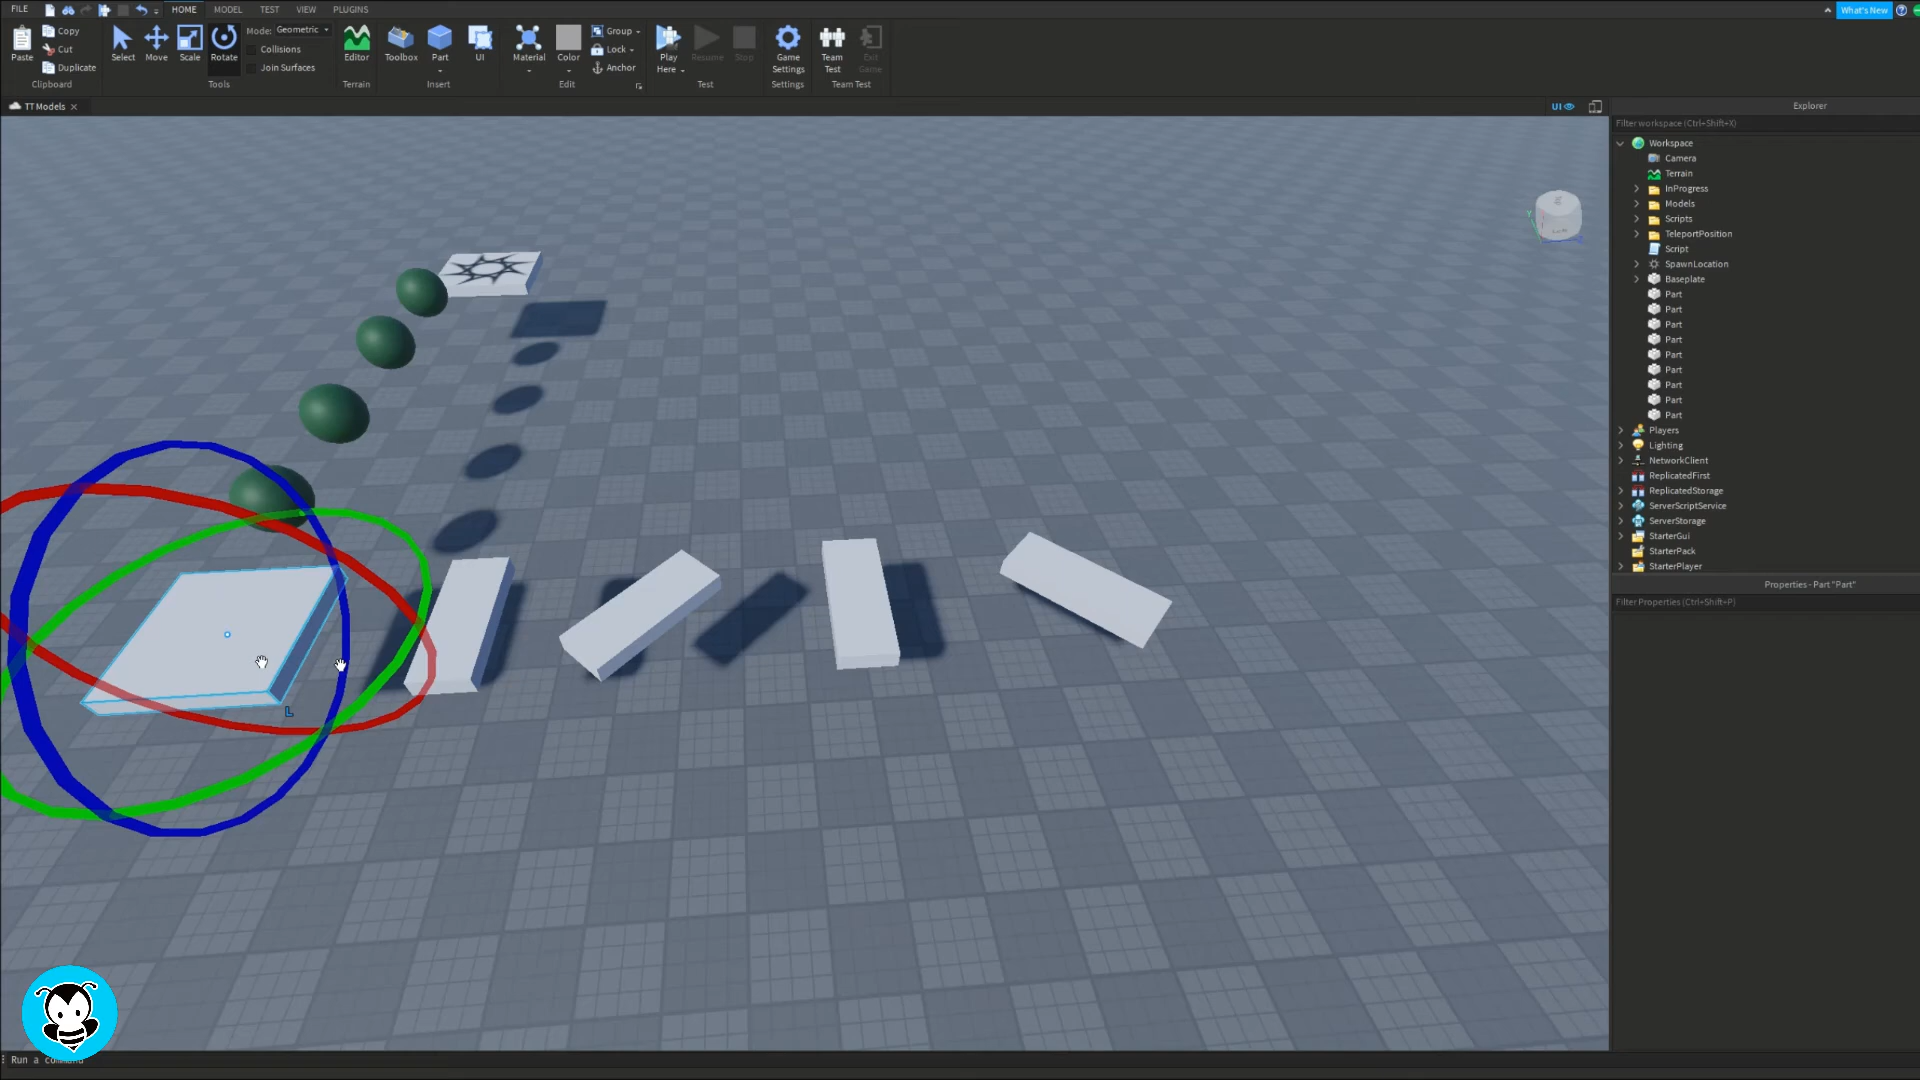 FILE HOME MODEL TEST VIEW PLUGINS What's New
Copy Mode: Geometric Group
Cut Collisions Lock
Paste Duplicate Select Move Scale Rotate Join Surfaces Editor Toolbox Part UI Material Color Anchor Play Here Resume Stop Game Settings Team Test Exit Game
Clipboard Tools Terrain Insert Edit Test Settings Team Test
TT Models UI Explorer
Filter workspace (Ctrl+Shift+X)
Workspace
Camera
Terrain
InProgress
Models
Scripts
TeleportPosition
Script
SpawnLocation
Baseplate
Part
Part
Part
Part
Part
Part
Part
Part
Part
Players
Lighting
NetworkClient
ReplicatedFirst
ReplicatedStorage
ServerScriptService
ServerStorage
StarterGui
StarterPack
StarterPlayer
Properties - Part "Part"
Filter Properties (Ctrl+Shift+P)
L
Run a command